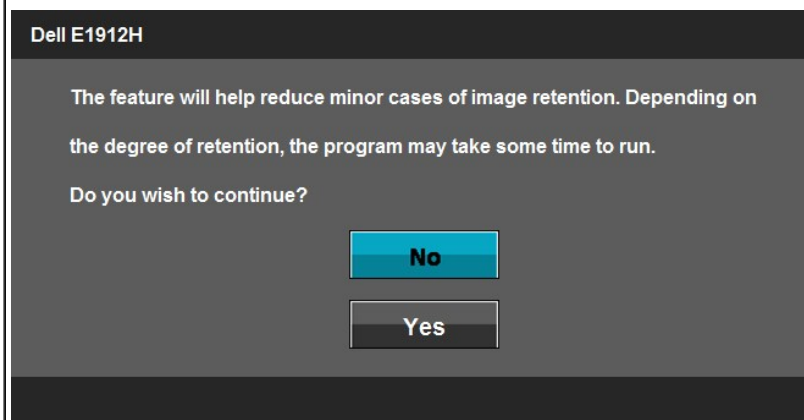 Dell E1912H
The feature will help reduce minor cases of image retention. Depending on
the degree of retention, the program may take some time to run.
Do you wish to continue?
No
Yes